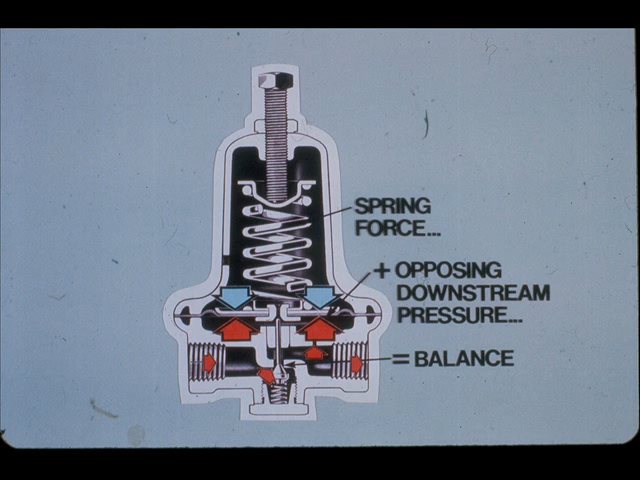 SPRING
FORCE...
+ OPPOSING
DOWNSTREAM
PRESSURE...
= BALANCE